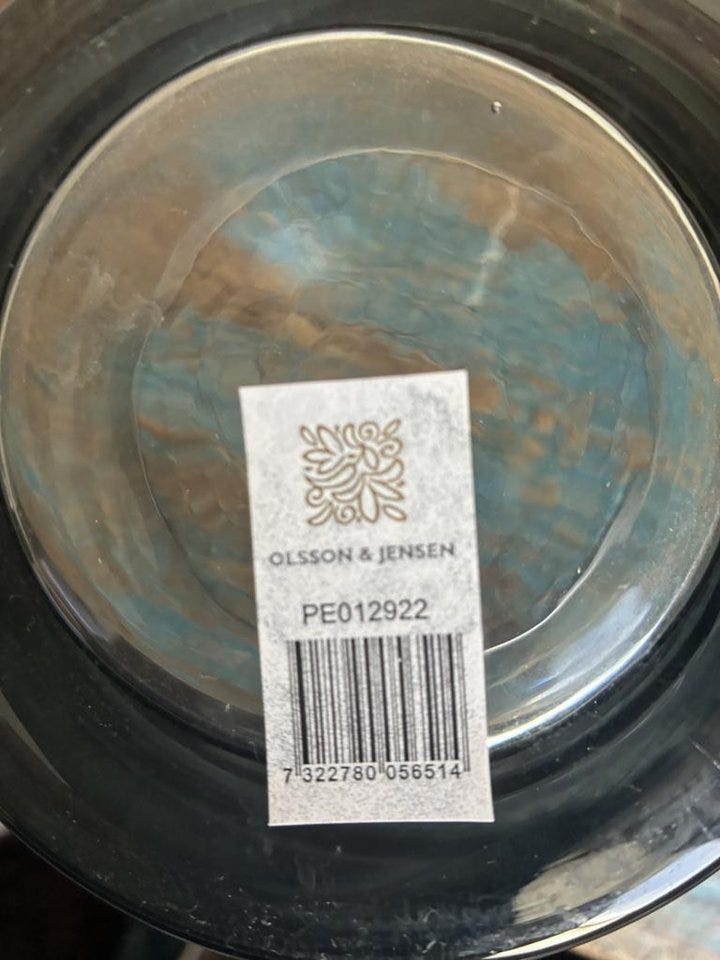 OLSSON & JENSEN
PE012922
7 322780 056514